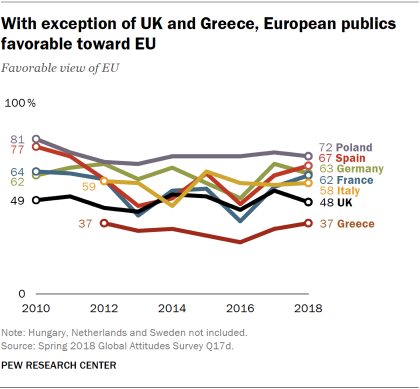 With exception of UK and Greece, European publics
favorable toward EU
Favorable view of EU
100%
81
77
64
62
49
59
37
72 Poland
67 Spain
63 Germany
62 France
58 Italy
48 UK
37 Greece
0
2010 2012 2014 2016 2018
Note: Hungary, Netherlands and Sweden not included.
Source: Spring 2018 Global Attitudes Survey Q17d.
PEW RESEARCH CENTER